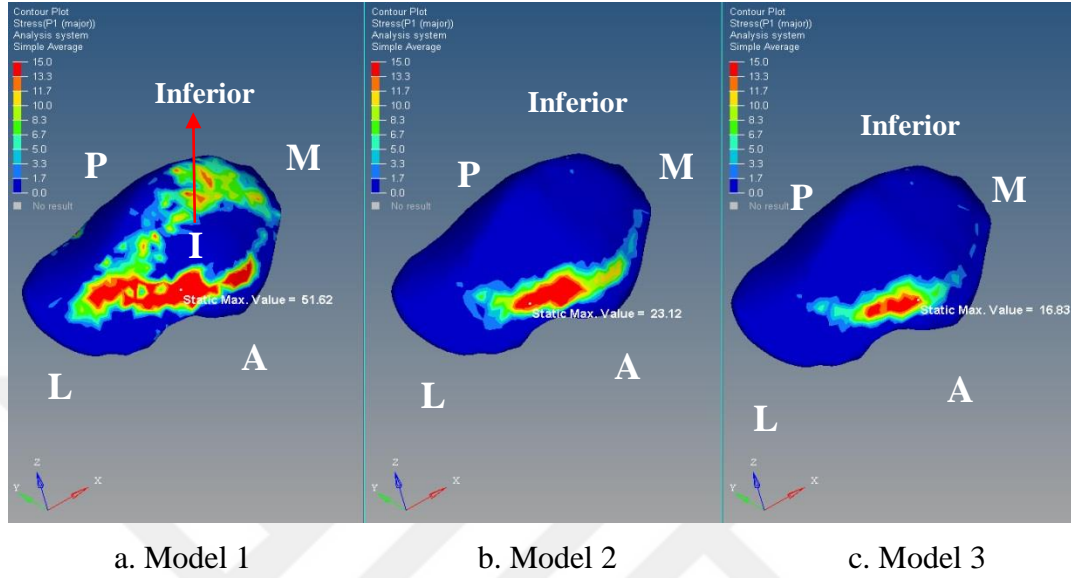 Contour Plot
Stress(P1 (major))
Analysis system
Simple Average
15.0
13.3
11.7
10.0
8.3
6.7
5.0
3.3
1.7
0.0
No result
Inferior
P
M
I
Static Max. Value = 51.62
A
L
Z
Y
X
Contour Plot
Stress(P1 (major))
Analysis system
Simple Average
15.0
13.3
11.7
10.0
8.3
6.7
5.0
3.3
1.7
0.0
No result
Inferior
P
M
Static Max. Value = 23.12
A
L
Z
Y
X
Contour Plot
Stress(P1 (major))
Analysis system
Simple Average
15.0
13.3
11.7
10.0
8.3
6.7
5.0
3.3
1.7
0.0
No result
Inferior
P
M
Static Max. Value = 16.83
A
L
Z
Y
X
a. Model 1
b. Model 2
c. Model 3